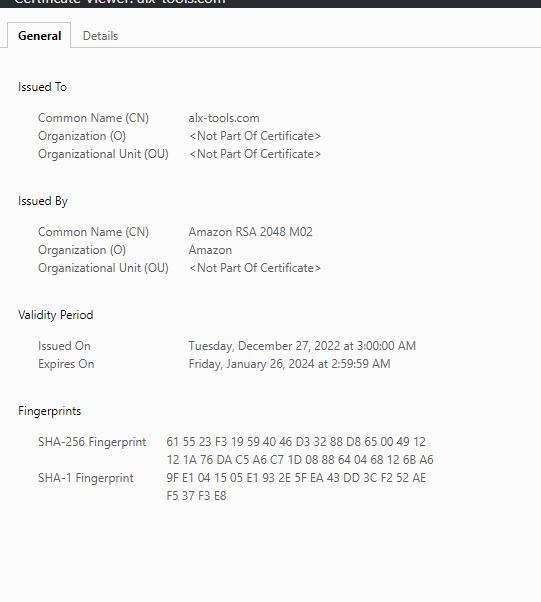 Certificate Viewer: alx-tools.com
General Details
Issued To
Common Name (CN) alx-tools.com
Organization (O) <Not Part Of Certificate>
Organizational Unit (OU) <Not Part Of Certificate>
Issued By
Common Name (CN) Amazon RSA 2048 M02
Organization (O) Amazon
Organizational Unit (OU) <Not Part Of Certificate>
Validity Period
Issued On Tuesday, December 27, 2022 at 3:00:00 AM
Expires On Friday, January 26, 2024 at 2:59:59 AM
Fingerprints
SHA-256 Fingerprint 61 55 23 F3 19 59 40 46 D3 32 88 D8 65 00 49 12
12 1A 76 DA C5 A6 C7 1D 08 88 64 04 68 12 6B A6
SHA-1 Fingerprint 9F E1 04 15 05 E1 93 2E 5F EA 43 DD 3C F2 52 AE
F5 37 F3 E8